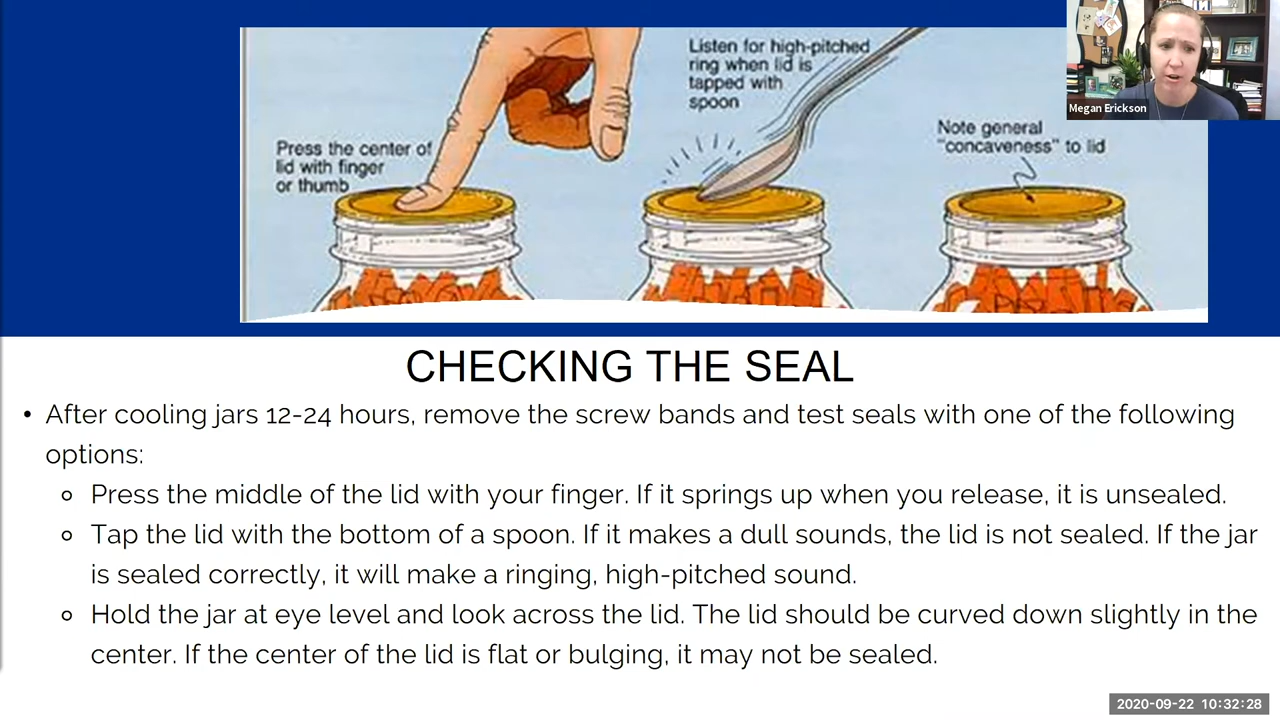 Press the center of
lid with finger
or thumb
Listen for high-pitched
ring when lid is
tapped with
spoon
Note general
"concaveness" to lid
Megan Erickson
CHECKING THE SEAL
• After cooling jars 12-24 hours, remove the screw bands and test seals with one of the following
options:
Press the middle of the lid with your finger. If it springs up when you release, it is unsealed.
Tap the lid with the bottom of a spoon. If it makes a dull sounds, the lid is not sealed. If the jar
is sealed correctly, it will make a ringing, high-pitched sound.
Hold the jar at eye level and look across the lid. The lid should be curved down slightly in the
center. If the center of the lid is flat or bulging, it may not be sealed.
2020-09-22 10:32:28